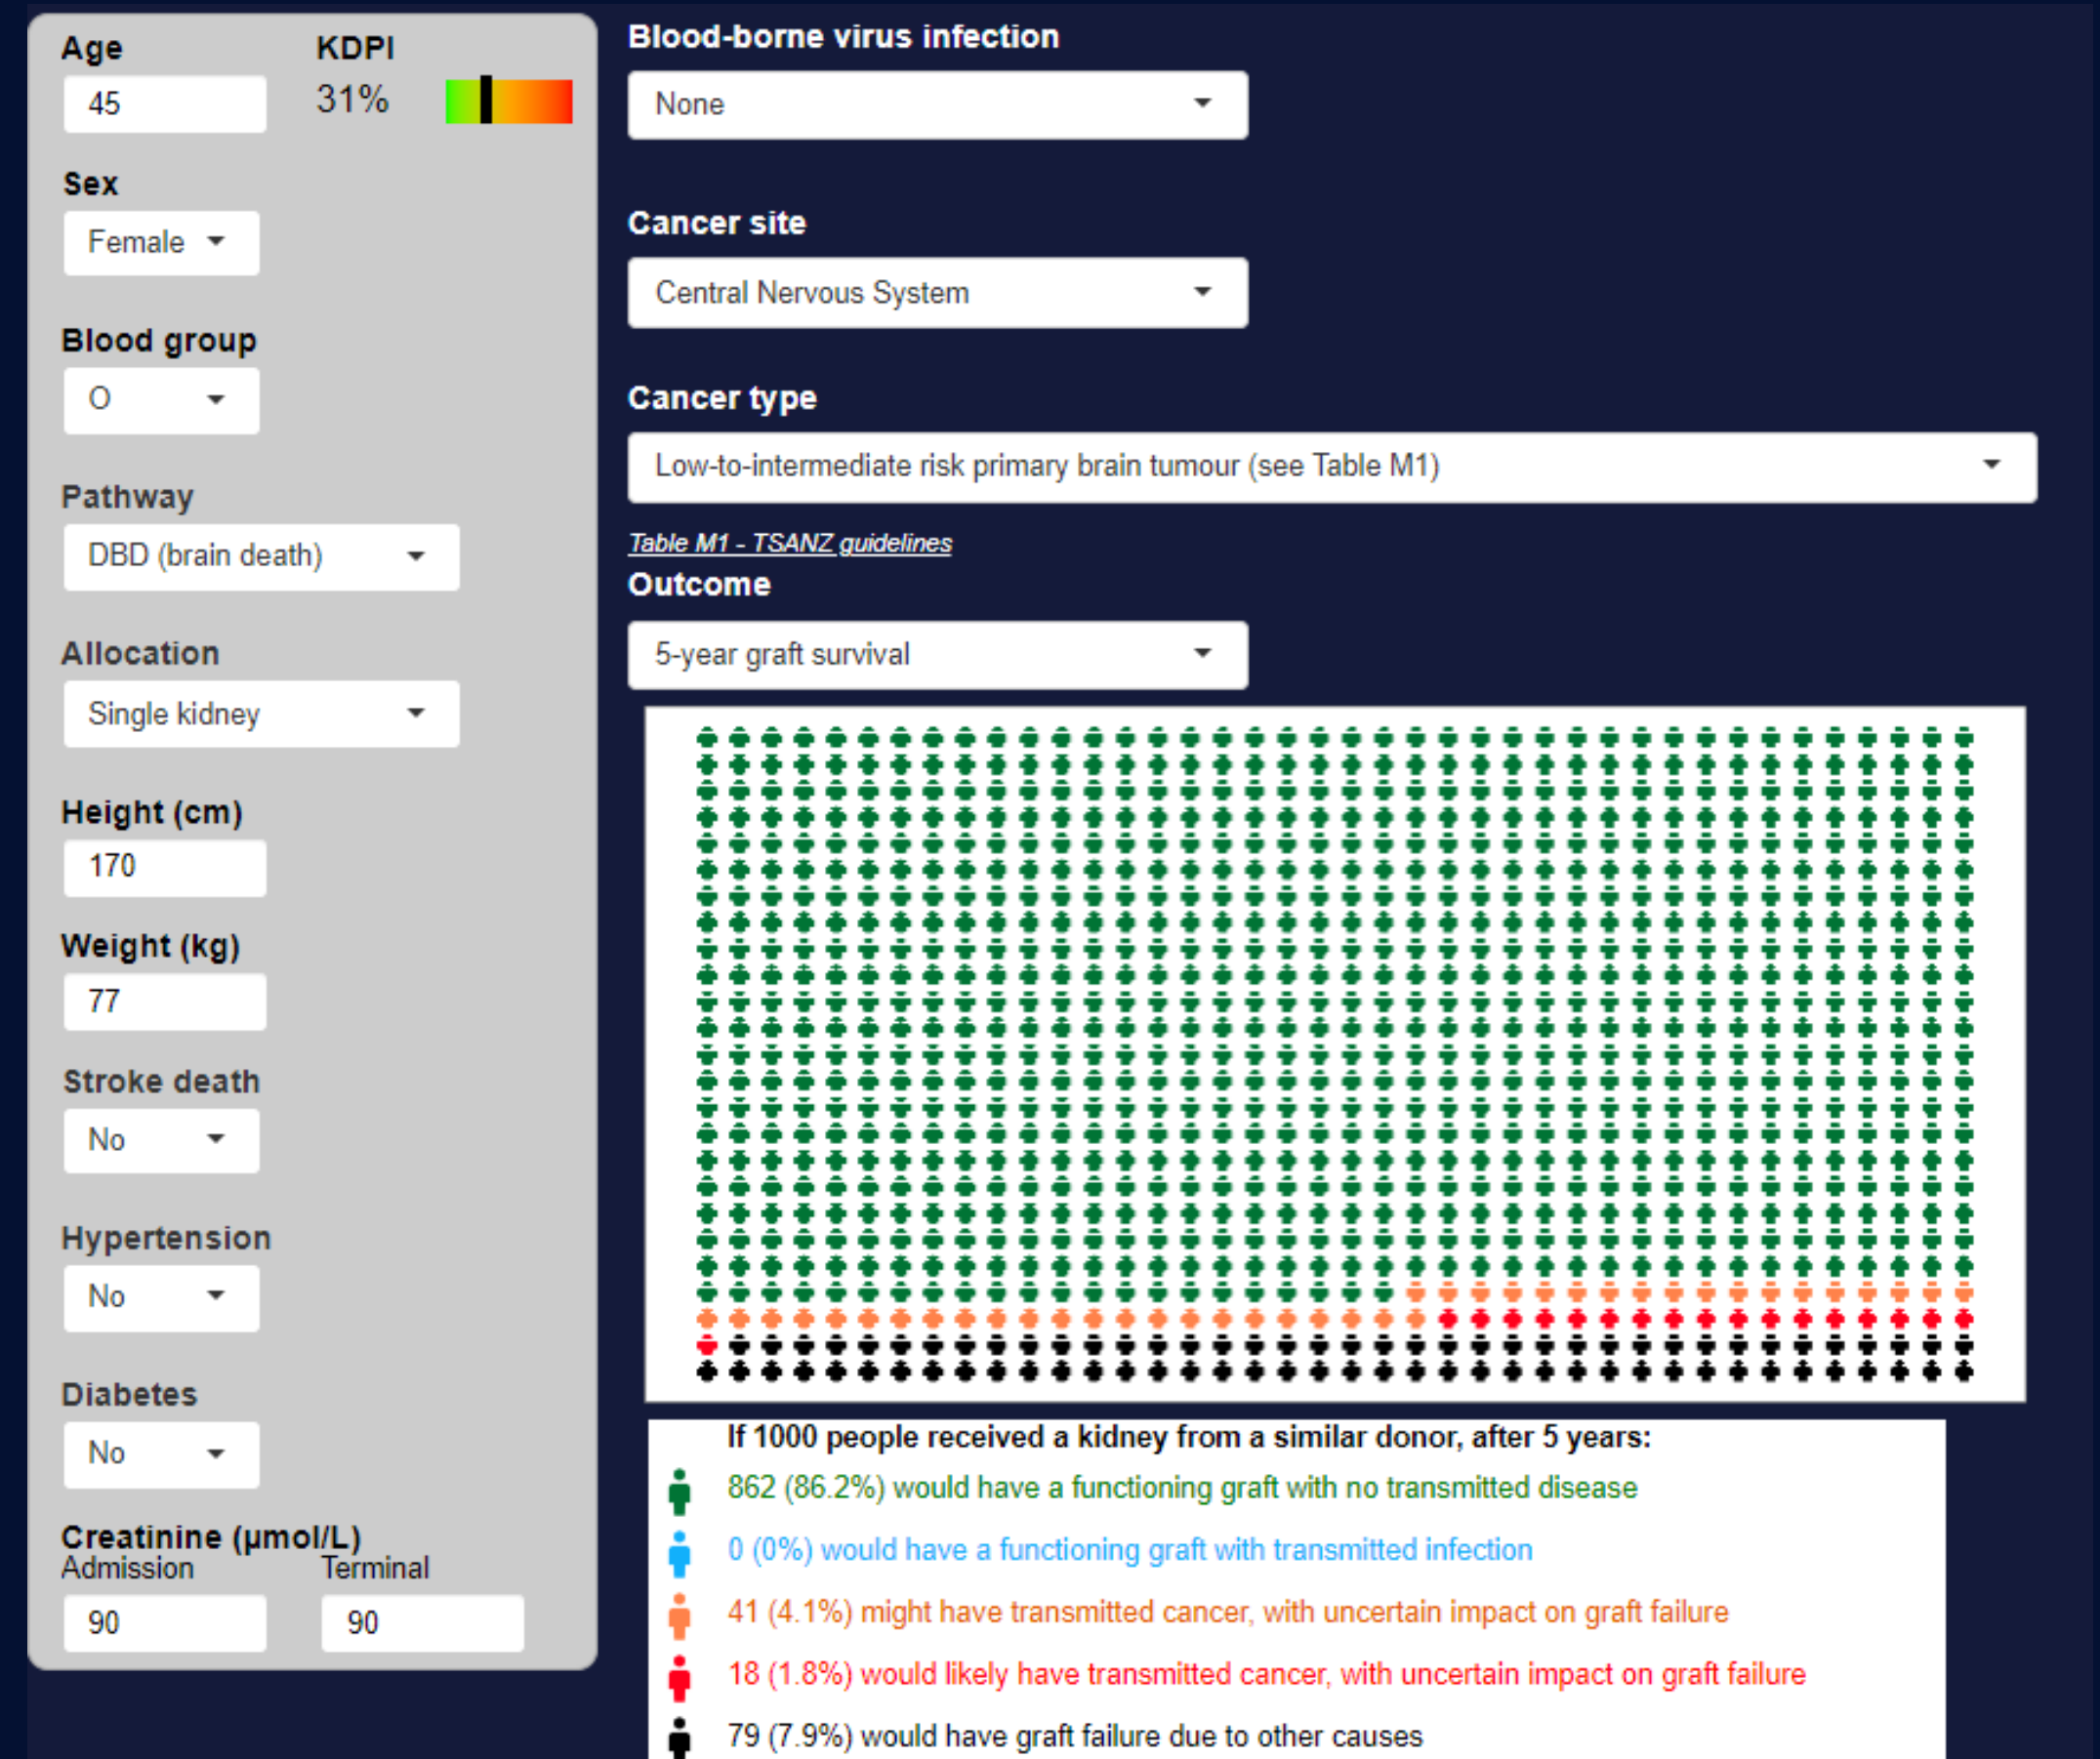 Age
KDPI
45
31%
Sex
Female
Blood group
O
Pathway
DBD (brain death)
Allocation
Single kidney
Height (cm)
170
Weight (kg)
77
Stroke death
No
Hypertension
No
Diabetes
No
Creatinine (µmol/L)
Admission
Terminal
90
90
Blood-borne virus infection
None
Cancer site
Central Nervous System
Cancer type
Low-to-intermediate risk primary brain tumour (see Table M1)
Table M1 - TSANZ guidelines
Outcome
5-year graft survival
If 1000 people received a kidney from a similar donor, after 5 years:
862 (86.2%) would have a functioning graft with no transmitted disease
0 (0%) would have a functioning graft with transmitted infection
41 (4.1%) might have transmitted cancer, with uncertain impact on graft failure
18 (1.8%) would likely have transmitted cancer, with uncertain impact on graft failure
79 (7.9%) would have graft failure due to other causes